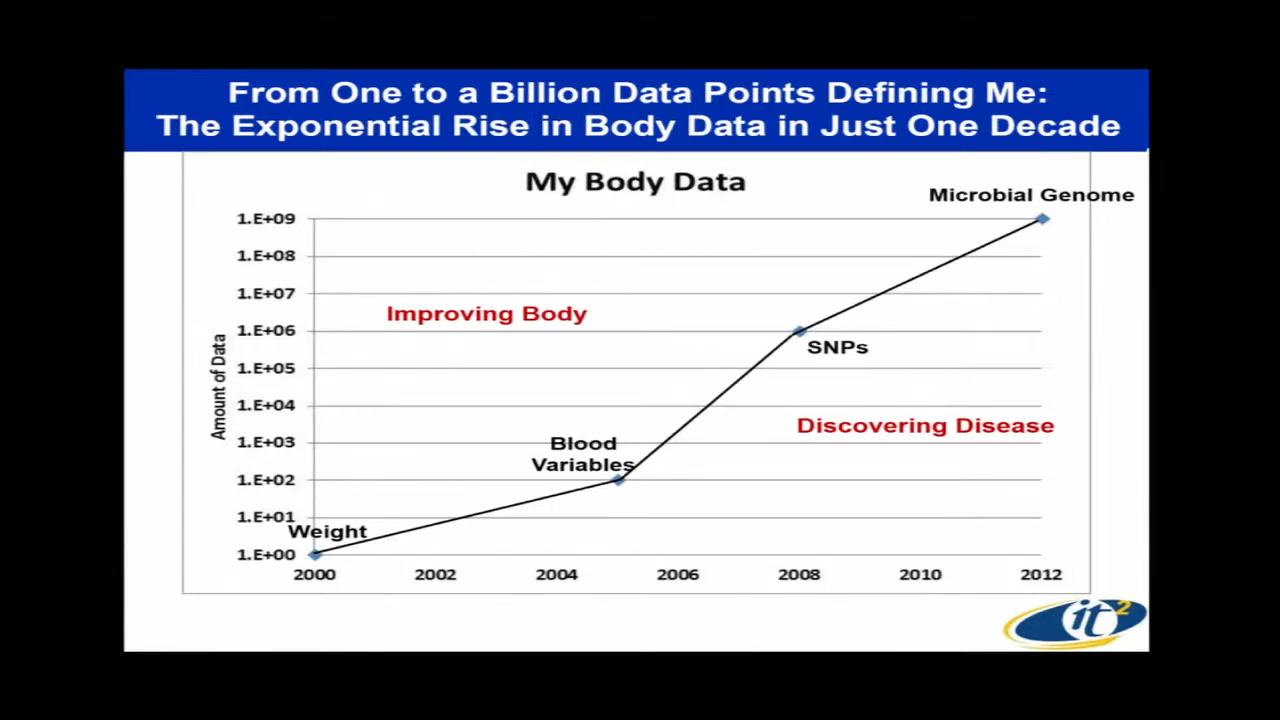 From One to a Billion Data Points Defining Me:
The Exponential Rise in Body Data in Just One Decade
My Body Data
Microbial Genome
1.E+09
1.E+08
1.E+07
Improving Body
1.E+06
SNPs
1.E+05
Amount of Data
1.E+04
Discovering Disease
1.E+03
Blood
Variables
1.E+02
1.E+01
Weight
1.E+00
2000 2002 2004 2006 2008 2010 2012
it2